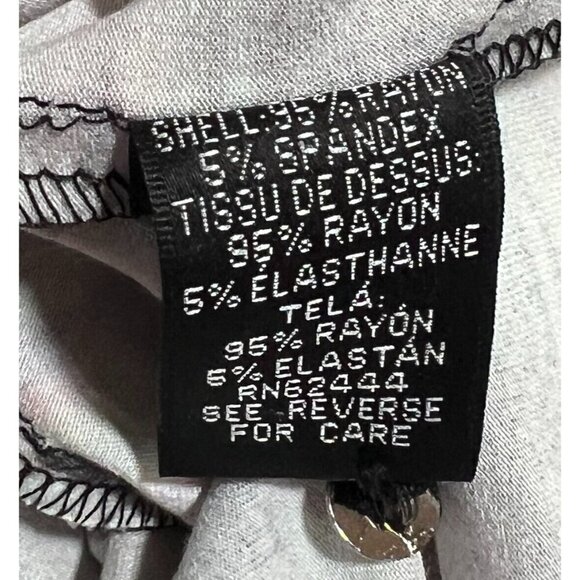 SHELL: 95% RAYON
5% SPANDEX
TISSU DE DESSUS:
95% RAYON
5% ÉLASTHANNE
TELA:
95% RAYÓN
5% ELASTÁN
RN62444
SEE REVERSE
FOR CARE